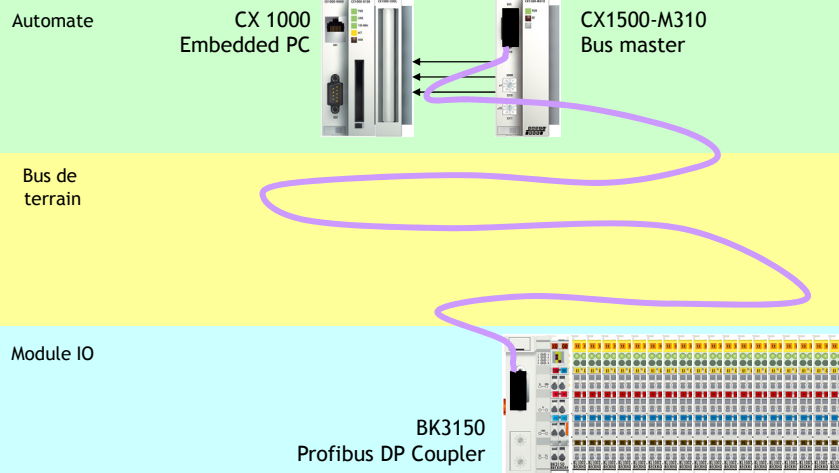 Automate
CX 1000
Embedded PC
CX1500-M310
Bus master
Bus de
terrain
Module IO
BK3150
Profibus DP Coupler